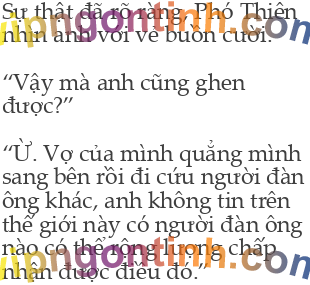 Sự thật đã rõ ràng, Phó Thiên
nhìn anh với vẻ buồn cười:
“Vậy mà anh cũng ghen
được?”
“Ừ. Vợ của mình quẳng mình
sang bên rồi đi cứu người đàn
ông khác, anh không tin trên
thế giới này có người đàn ông
nào có thể rộng lượng chấp
nhận được điều đó.”